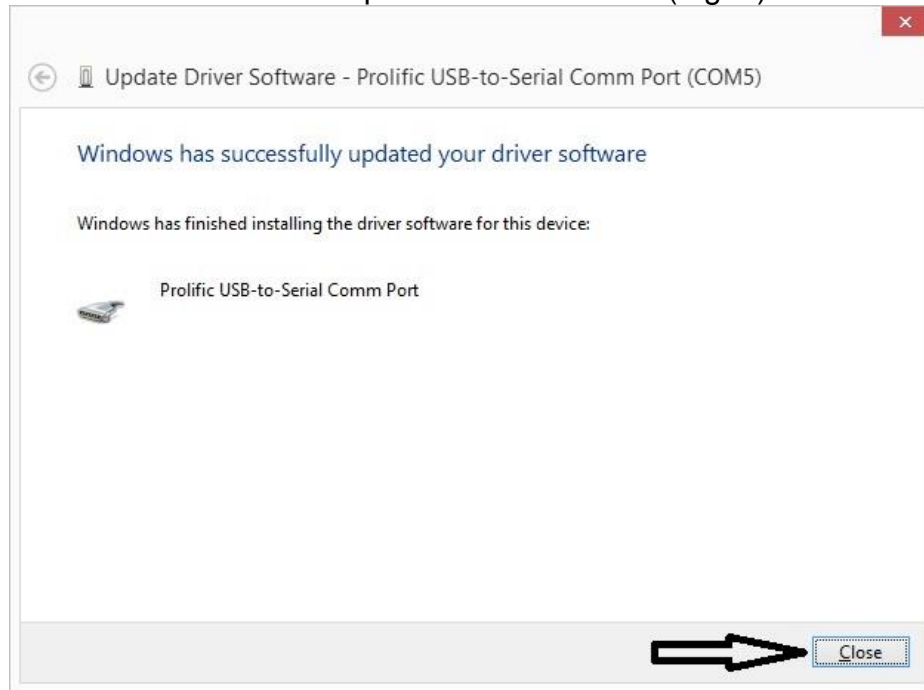 Update Driver Software - Prolific USB-to-Serial Comm Port (COM5)
Windows has successfully updated your driver software
Windows has finished installing the driver software for this device:
Prolific USB-to-Serial Comm Port
Close